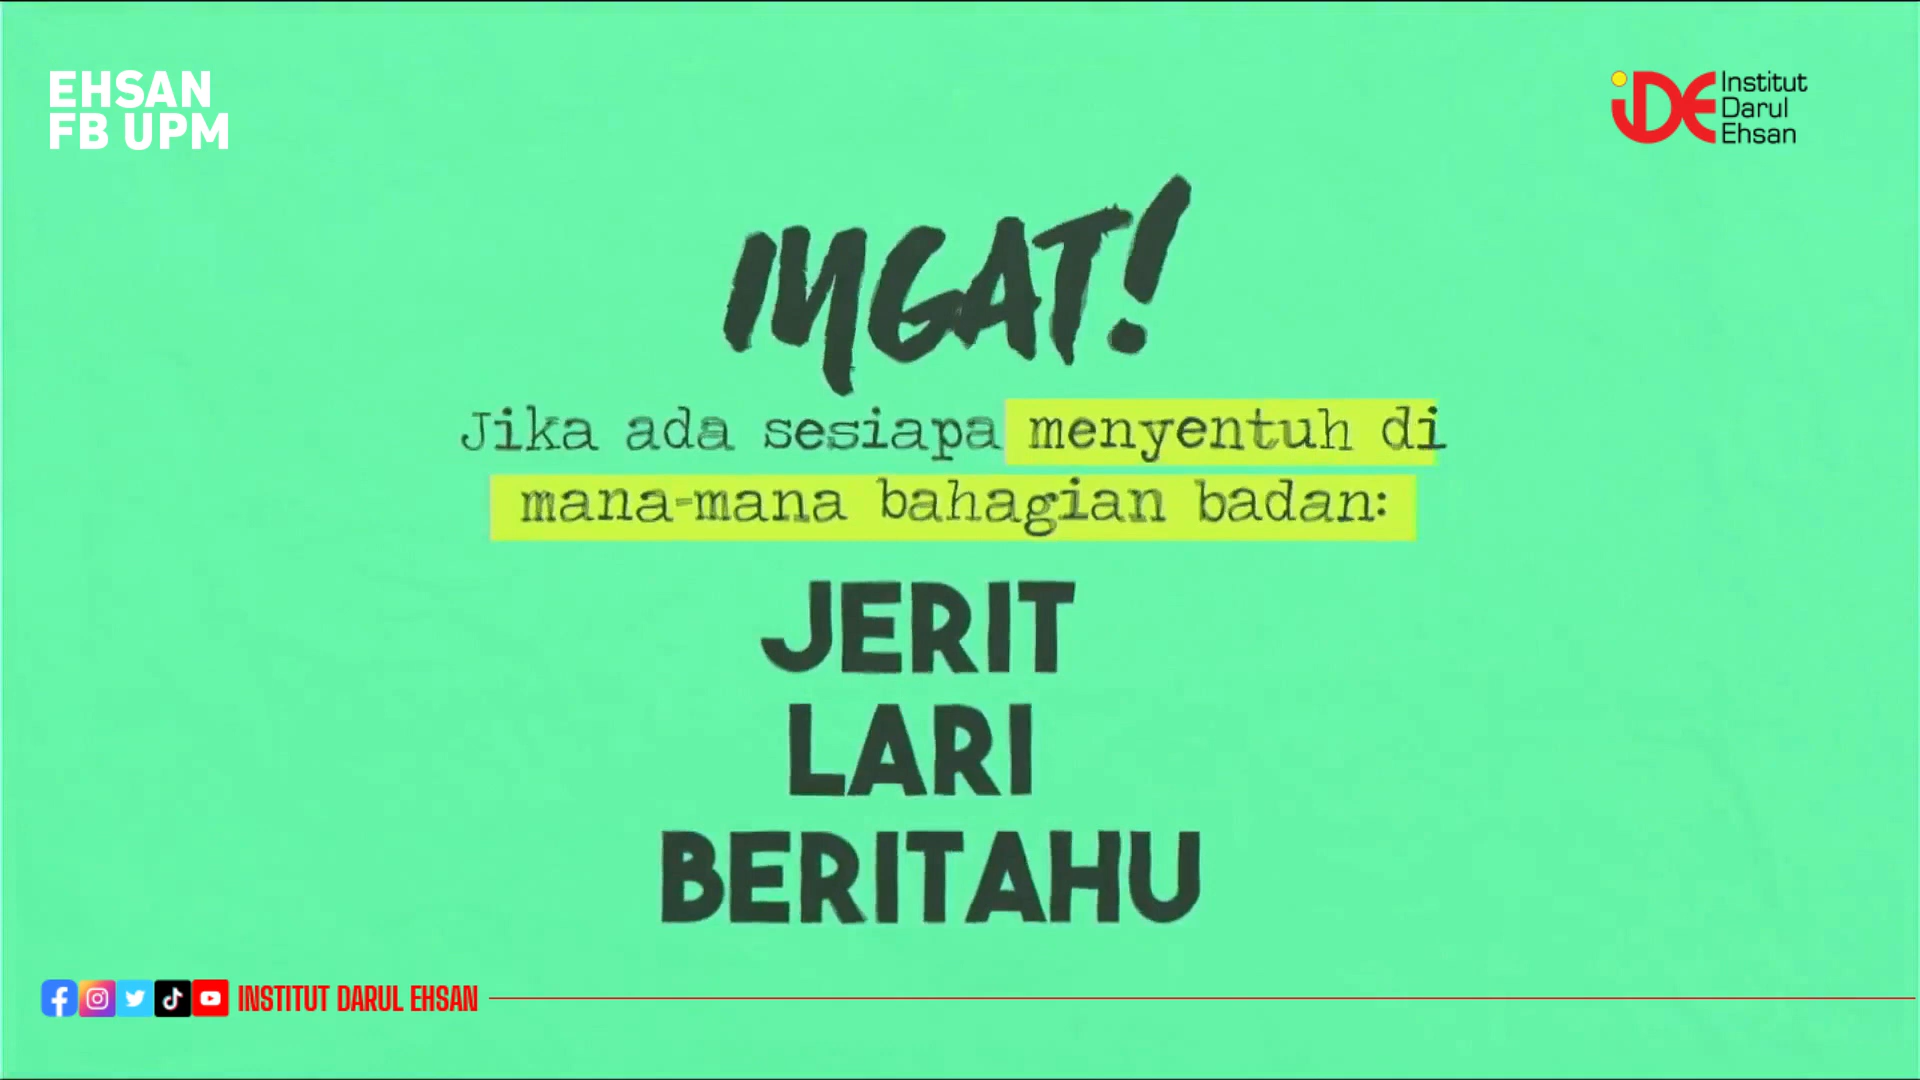 EHSAN
FB UPM
iDE Institut
Darul
Ehsan
INGAT!
Jika ada sesiapa menyentuh di
mana-mana bahagian badan:
JERIT
LARI
BERITAHU
INSTITUT DARUL EHSAN